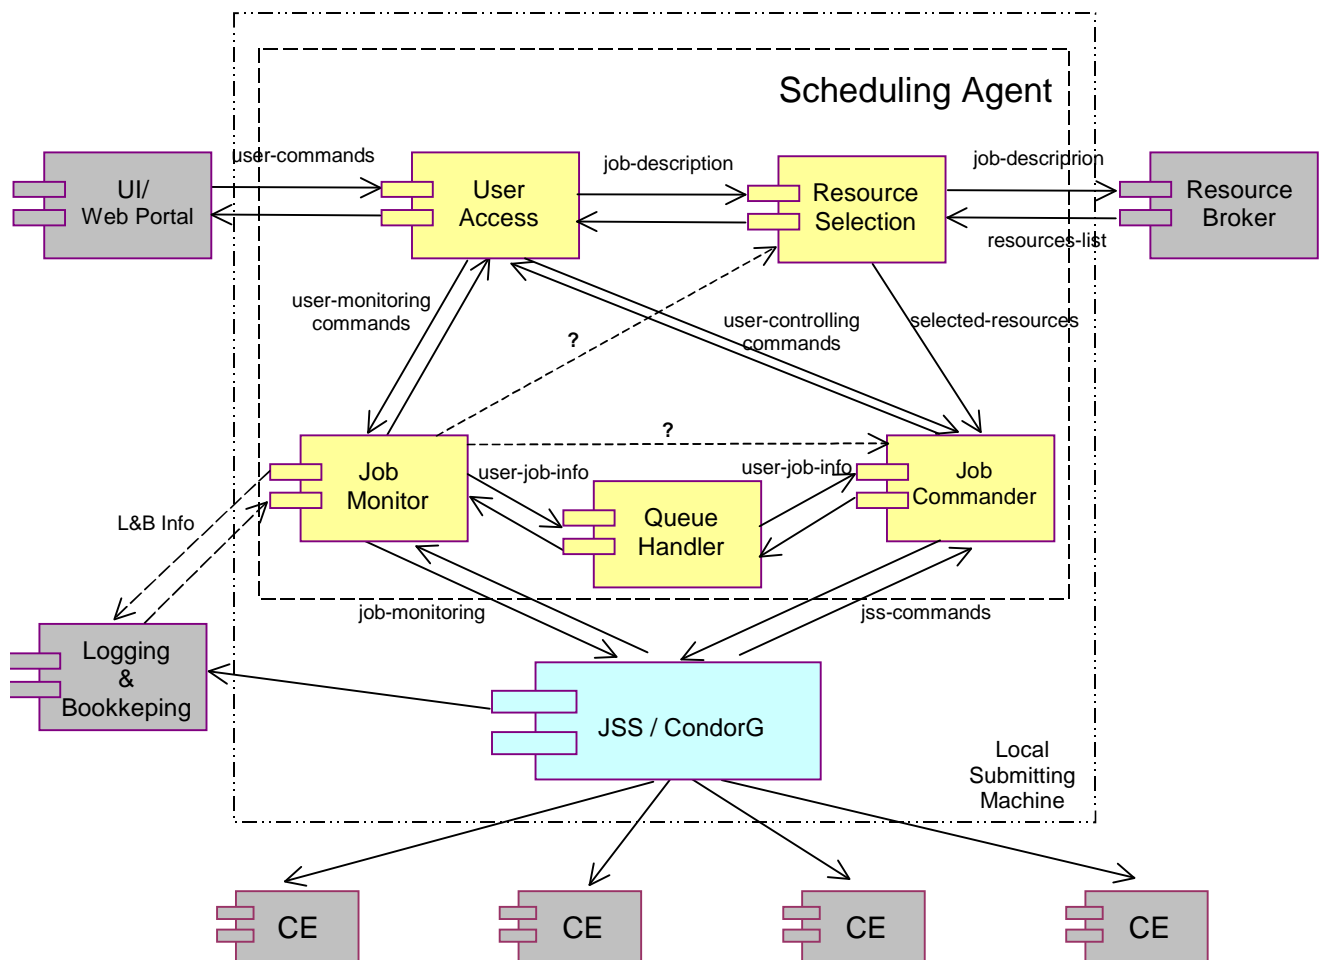 Scheduling Agent
user-commands
job-description
job-descriprion
UI/
Web Portal
User
Access
Resource
Selection
Resource
Broker
resources-list
user-monitoring
commands
user-controlling
commands
selected-resources
?
?
Job
Monitor
user-job-info
user-job-info
Job
Commander
Queue
Handler
L&B Info
job-monitoring
jss-commands
Logging
&
Bookkeping
JSS / CondorG
Local
Submitting
Machine
CE
CE
CE
CE